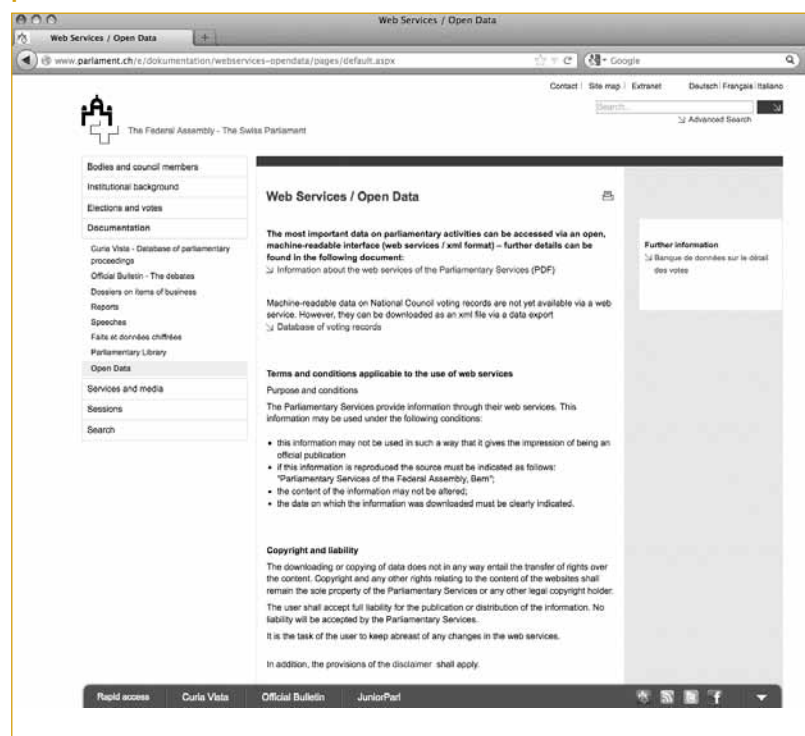 Web Services / Open Data
Web Services / Open Data
www.parlament.ch/e/dokumentation/webservices-opendata/pages/default.aspx
Google
Contact | Site map | Extranet Deutsch | Français | Italiano
Search...
Advanced Search
The Federal Assembly - The Swiss Parliament
Bodies and council members
Institutional background
Elections and votes
Documentation
Curia Vista - Database of parliamentary
proceedings
Official Bulletin - The debates
Dossiers on items of business
Reports
Speeches
Faits et données chiffrées
Parliamentary Library
Open Data
Services and media
Sessions
Search
Web Services / Open Data
The most important data on parliamentary activities can be accessed via an open,
machine-readable interface (web services / xml format) – further details can be
found in the following document:
Information about the web services of the Parliamentary Services (PDF)
Machine-readable data on National Council voting records are not yet available via a web
service. However, they can be downloaded as an xml file via a data export
Database of voting records
Terms and conditions applicable to the use of web services
Purpose and conditions
The Parliamentary Services provide information through their web services. This
information may be used under the following conditions:
• this information may not be used in such a way that it gives the impression of being an
official publication
• if this information is reproduced the source must be indicated as follows:
"Parliamentary Services of the Federal Assembly, Bern";
• the content of the information may not be altered;
• the date on which the information was downloaded must be clearly indicated.
Copyright and liability
The downloading or copying of data does not in any way entail the transfer of rights over
the content. Copyright and any other rights relating to the content of the websites shall
remain the sole property of the Parliamentary Services or any other legal copyright holder.
The user shall accept full liability for the publication or distribution of the information. No
liability will be accepted by the Parliamentary Services.
It is the task of the user to keep abreast of any changes in the web services.
In addition, the provisions of the disclaimer shall apply.
Further information
Banque de données sur le détail
des votes
Rapid access Curia Vista Official Bulletin JuniorParl